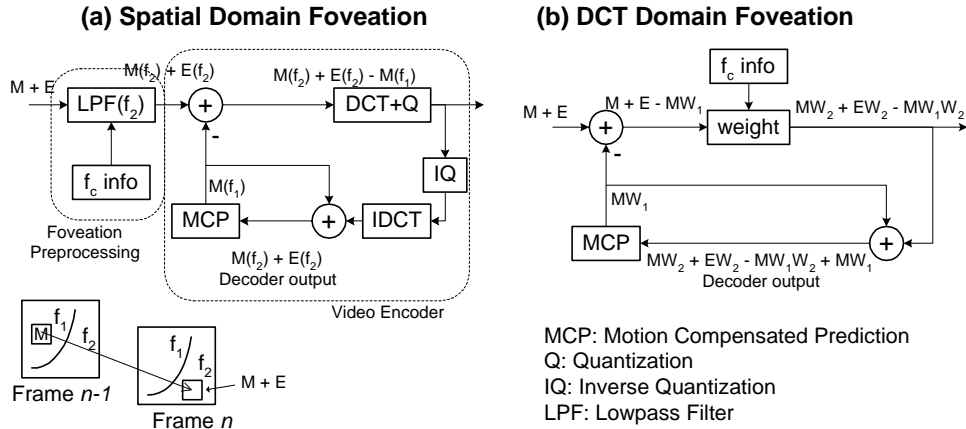 (a) Spatial Domain Foveation
M + E
LPF(f₂)
M(f₂) + E(f₂)
+
-
M(f₂) + E(f₂) - M(f₁)
DCT+Q
f_c info
M(f₁)
IQ
MCP
+
IDCT
Foveation
Preprocessing
M(f₂) + E(f₂)
Decoder output
Video Encoder
f₁
M
f₂
Frame n-1
f₁
f₂
M + E
Frame n
(b) DCT Domain Foveation
f_c info
M + E
+
-
M + E - MW₁
weight
MW₂ + EW₂ - MW₁W₂
MW₁
MCP
+
MW₂ + EW₂ - MW₁W₂ + MW₁
Decoder output
MCP: Motion Compensated Prediction
Q: Quantization
IQ: Inverse Quantization
LPF: Lowpass Filter